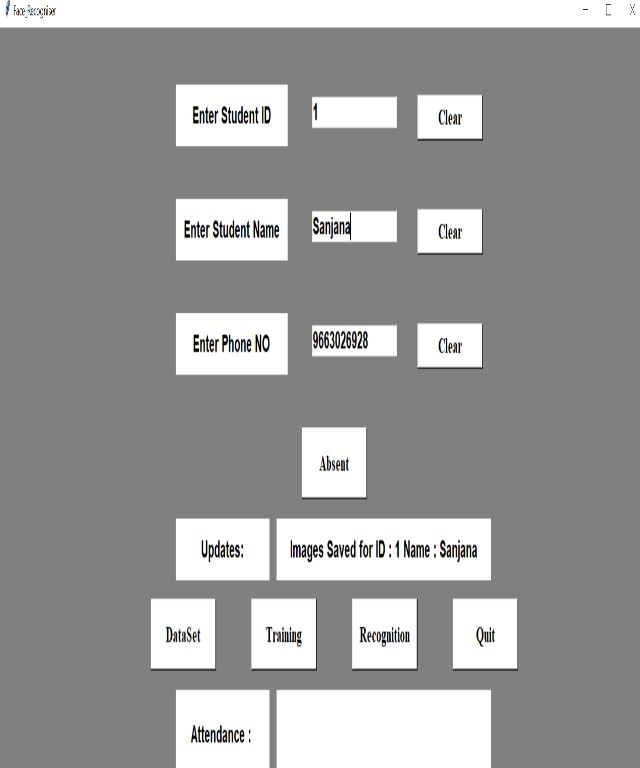 Face_Recogniser
Enter Student ID 1 Clear
Enter Student Name Sanjana Clear
Enter Phone NO 9663026928 Clear
Absent
Updates: Images Saved for ID : 1 Name : Sanjana
DataSet Training Recognition Quit
Attendance :